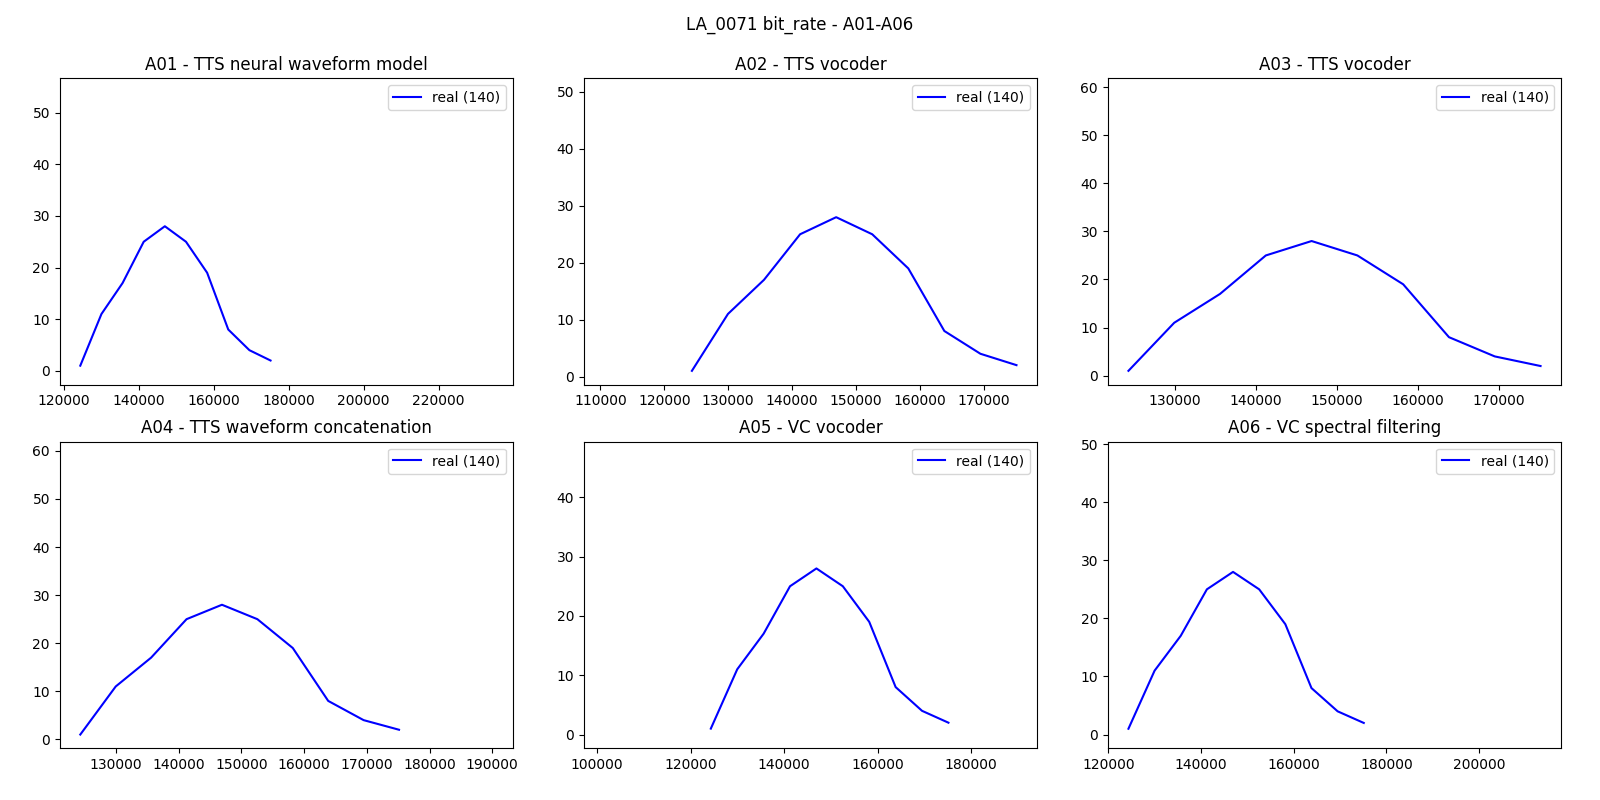 LA_0071 bit_rate - A01-A06
A01 - TTS neural waveform model
real (140)
50
40
30
20
10
0
120000 140000 160000 180000 200000 220000
A02 - TTS vocoder
real (140)
50
40
30
20
10
0
110000 120000 130000 140000 150000 160000 170000
A03 - TTS vocoder
real (140)
60
50
40
30
20
10
0
130000 140000 150000 160000 170000
A04 - TTS waveform concatenation
real (140)
60
50
40
30
20
10
0
130000 140000 150000 160000 170000 180000 190000
A05 - VC vocoder
real (140)
40
30
20
10
0
100000 120000 140000 160000 180000
A06 - VC spectral filtering
real (140)
50
40
30
20
10
0
120000 140000 160000 180000 200000